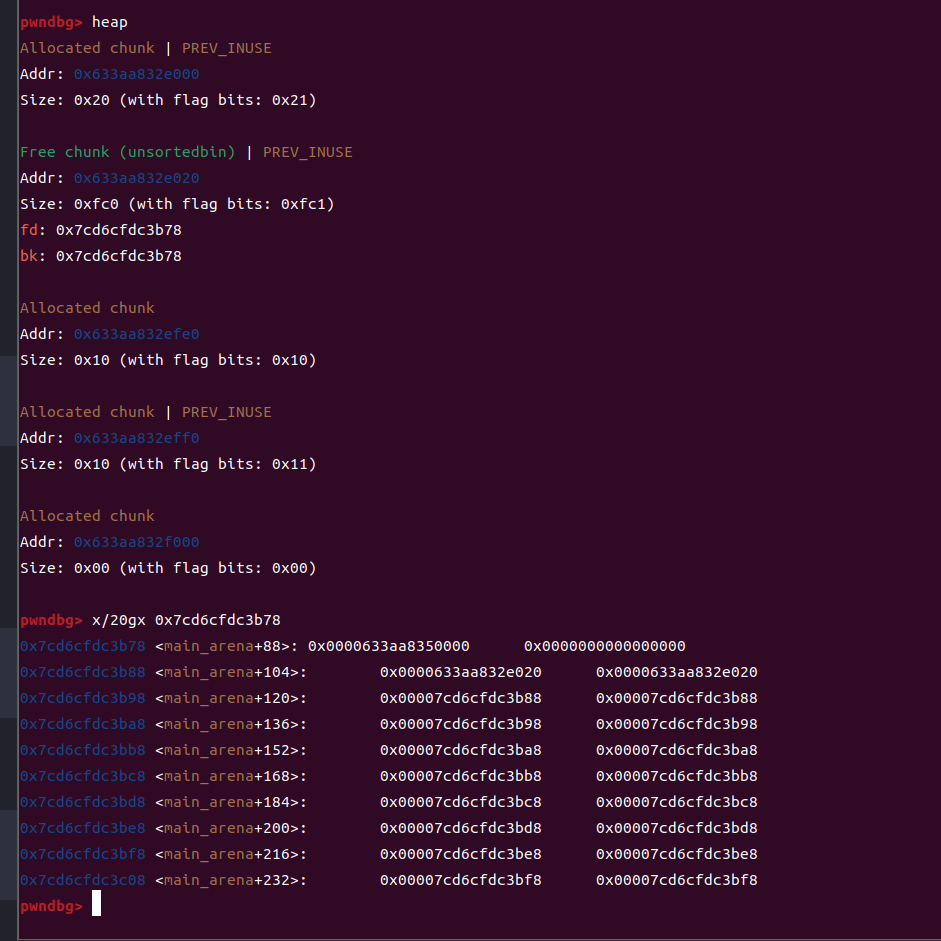 pwndbg> heap
Allocated chunk | PREV_INUSE
Addr: 0x633aa832e000
Size: 0x20 (with flag bits: 0x21)
Free chunk (unsortedbin) | PREV_INUSE
Addr: 0x633aa832e020
Size: 0xfc0 (with flag bits: 0xfc1)
fd: 0x7cd6cfdc3b78
bk: 0x7cd6cfdc3b78
Allocated chunk
Addr: 0x633aa832efe0
Size: 0x10 (with flag bits: 0x10)
Allocated chunk | PREV_INUSE
Addr: 0x633aa832eff0
Size: 0x10 (with flag bits: 0x11)
Allocated chunk
Addr: 0x633aa832f000
Size: 0x00 (with flag bits: 0x00)
pwndbg> x/20gx 0x7cd6cfdc3b78
0x7cd6cfdc3b78 <main_arena+88>: 0x0000633aa8350000 0x0000000000000000
0x7cd6cfdc3b88 <main_arena+104>: 0x0000633aa832e020 0x0000633aa832e020
0x7cd6cfdc3b98 <main_arena+120>: 0x00007cd6cfdc3b88 0x00007cd6cfdc3b88
0x7cd6cfdc3ba8 <main_arena+136>: 0x00007cd6cfdc3b98 0x00007cd6cfdc3b98
0x7cd6cfdc3bb8 <main_arena+152>: 0x00007cd6cfdc3ba8 0x00007cd6cfdc3ba8
0x7cd6cfdc3bc8 <main_arena+168>: 0x00007cd6cfdc3bb8 0x00007cd6cfdc3bb8
0x7cd6cfdc3bd8 <main_arena+184>: 0x00007cd6cfdc3bc8 0x00007cd6cfdc3bc8
0x7cd6cfdc3be8 <main_arena+200>: 0x00007cd6cfdc3bd8 0x00007cd6cfdc3bd8
0x7cd6cfdc3bf8 <main_arena+216>: 0x00007cd6cfdc3be8 0x00007cd6cfdc3be8
0x7cd6cfdc3c08 <main_arena+232>: 0x00007cd6cfdc3bf8 0x00007cd6cfdc3bf8
pwndbg>